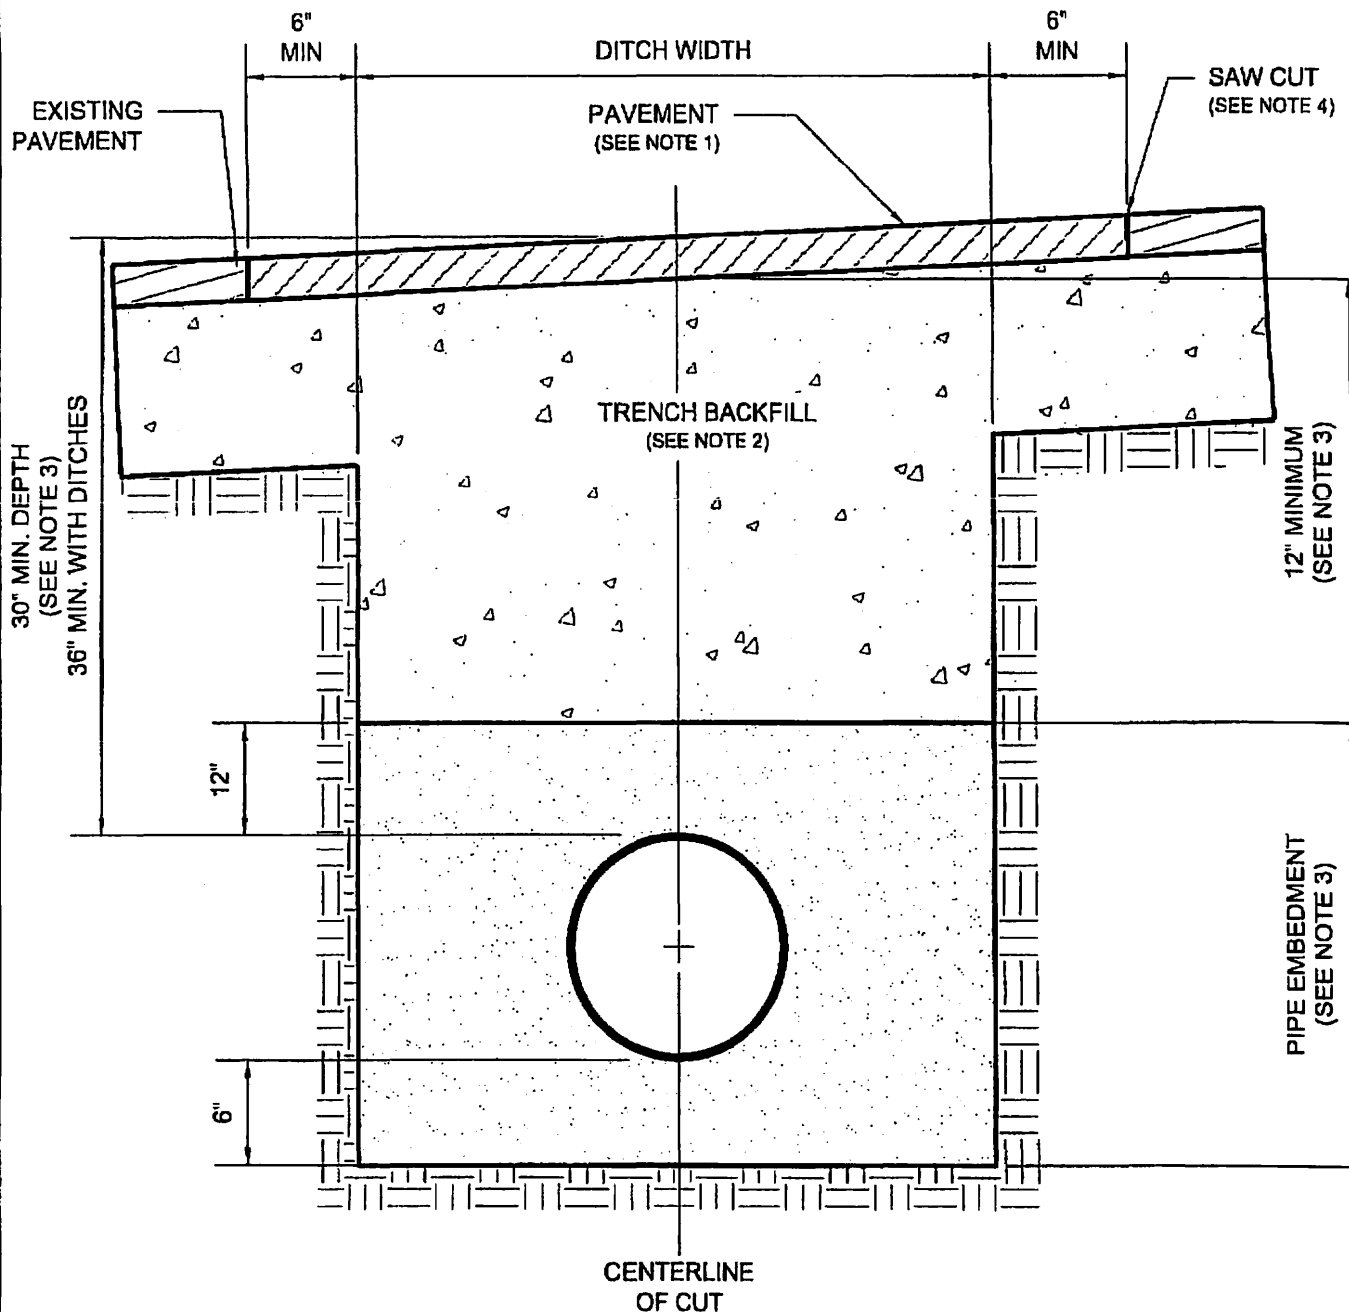 6"
MIN
DITCH WIDTH
6"
MIN
SAW CUT
(SEE NOTE 4)
EXISTING
PAVEMENT
PAVEMENT
(SEE NOTE 1)
TRENCH BACKFILL
(SEE NOTE 2)
30" MIN. DEPTH
(SEE NOTE 3)
36" MIN. WITH DITCHES
12" MINIMUM
(SEE NOTE 3)
12"
PIPE EMBEDMENT
(SEE NOTE 3)
6"
CENTERLINE
OF CUT